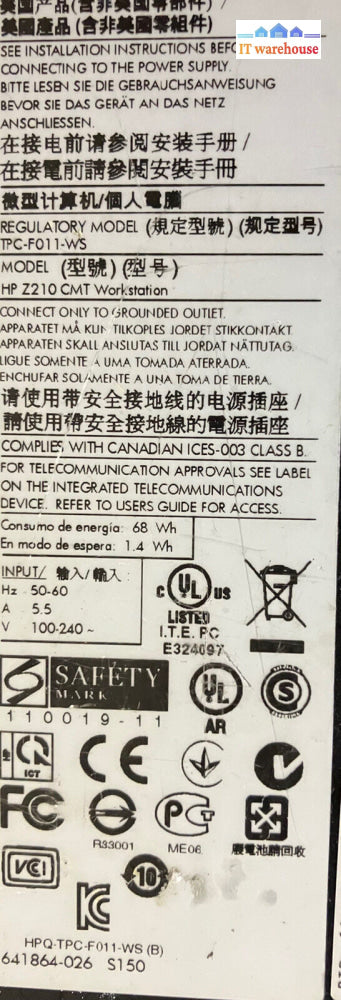 美国产品(含非美国零部件) /
美國產品(含非美國零組件)
IT warehouse
SEE INSTALLATION INSTRUCTIONS BEFO
CONNECTING TO THE POWER SUPPLY.
BITTE LESEN SIE DIE GEBRAUCHSANWEISUNG
BEVOR SIE DAS GERÄT AN DAS NETZ
ANSCHLIESSEN.
在接电前请参阅安装手册 /
在接電前請參閱安裝手冊
微型计算机/個人電腦
REGULATORY MODEL (規定型號) (规定型号)
TPC-F011-WS
MODEL (型號) (型号)
HP Z210 CMT Workstation
CONNECT ONLY TO GROUNDED OUTLET.
APPARATET MÅ KUN TILKOPLES JORDET STIKKONTAKT
APPARATEN SKALL ANSLUTAS TILL JORDAT NÄTTUTAG.
LIGUE SOMENTE A UMA TOMADA ATERRADA.
ENCHUFAR SOLAMENTE A UNA TOMA DE TIERRA.
请使用带安全接地线的电源插座 /
請使用帶安全接地線的電源插座
COMPLIES WITH CANADIAN ICES-003 CLASS B.
FOR TELECOMMUNICATION APPROVALS SEE LABEL
ON THE INTEGRATED TELECOMMUNICATIONS
DEVICE. REFER TO USERS GUIDE FOR ACCESS.
Consumo de energía: 68 Wh
En modo de espera: 1.4 Wh
INPUT/ 输入/輸入 :
Hz 50-60
A 5.5
V 100-240 ~
C UL US
LISTED
I.T.E. PC
E324097
SAFETY
MARK
110019-11
UL
AR
S
ICT
CE
FC
R33001
PCT
ME06
廢電池請回收
VCI
10
KC
HPQ-TPC-F011-WS (B)
641864-026 S150